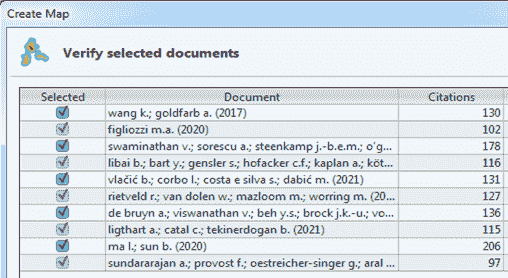 Create Map
Verify selected documents
Selected Document Citations
wang k.; goldfarb a. (2017) 130
figliozzi m.a. (2020) 102
swaminathan v.; sorescu a.; steenkamp j.-b.e.m.; o'g... 178
libai b.; bart y.; gensler s.; hofacker c.f.; kaplan a.; köt... 116
vlačić b.; corbo l.; costa e silva s.; dabić m. (2021) 131
rietveld r.; van dolen w.; mazloom m.; worring m. (20... 127
de bruyn a.; viswanathan v.; beh y.s.; brock j.k.-u.; vo... 136
ligthart a.; catal c.; tekinerdogan b. (2021) 115
ma l.; sun b. (2020) 206
sundararajan a.; provost f.; oestreicher-singer g.; aral ... 97